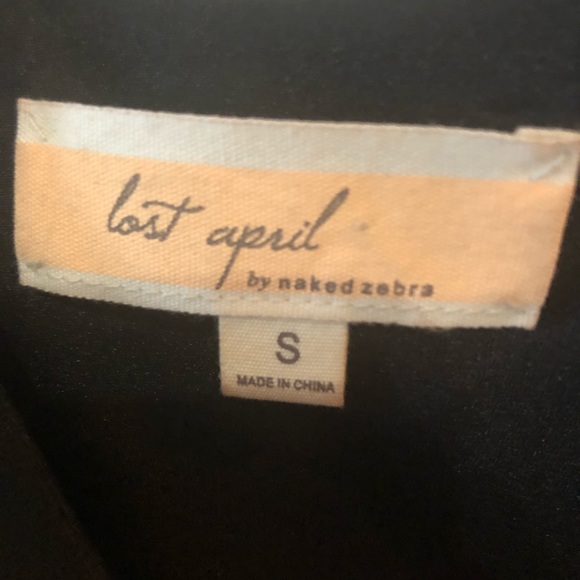 lost april
by naked zebra
S
MADE IN CHINA